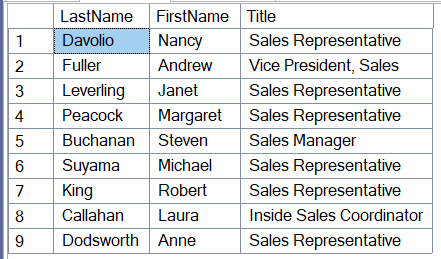 LastName FirstName Title
1 Davolio Nancy Sales Representative
2 Fuller Andrew Vice President, Sales
3 Leverling Janet Sales Representative
4 Peacock Margaret Sales Representative
5 Buchanan Steven Sales Manager
6 Suyama Michael Sales Representative
7 King Robert Sales Representative
8 Callahan Laura Inside Sales Coordinator
9 Dodsworth Anne Sales Representative